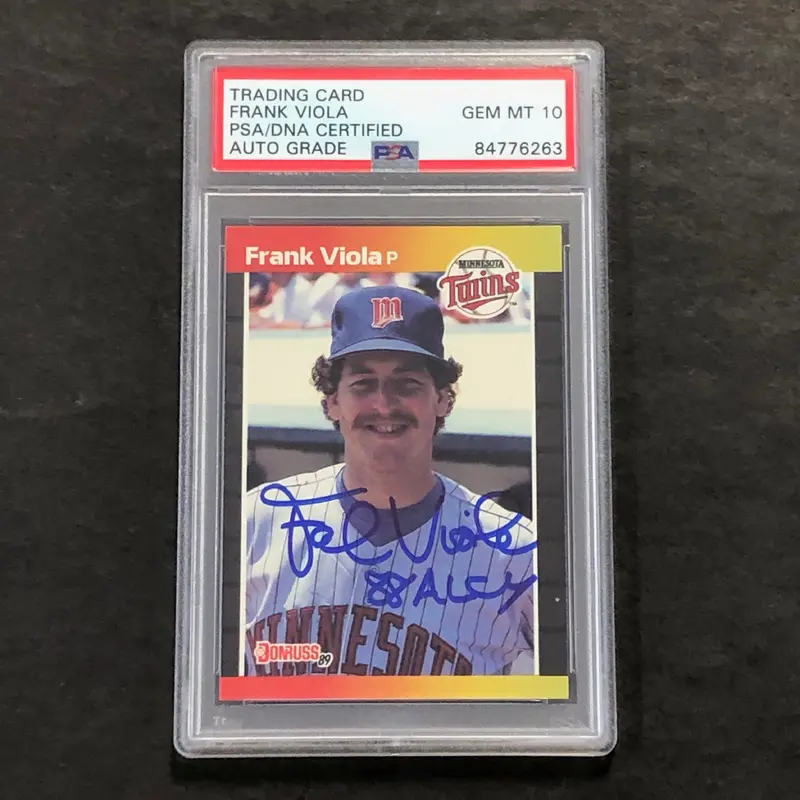 TRADING CARD
FRANK VIOLA GEM MT 10
PSA/DNA CERTIFIED
AUTO GRADE PSA 84776263
Frank Viola P
MINNESOTA
Twins
m
Frank Viola
88' AL CY
MINNESOTA
DONRUSS 89